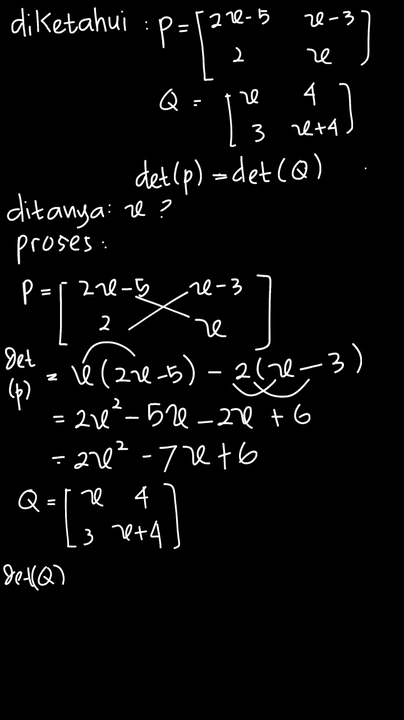 diketahui : P = [2x-5 x-3
2 x]
Q = [x 4
3 x+4]
det(p) = det(Q)
ditanya: x ?
proses :
P = [2x-5 x-3
2 x]
det (p) = x(2x-5) - 2(x-3)
= 2x² - 5x - 2x + 6
= 2x² - 7x + 6
Q = [x 4
3 x+4]
det(Q)